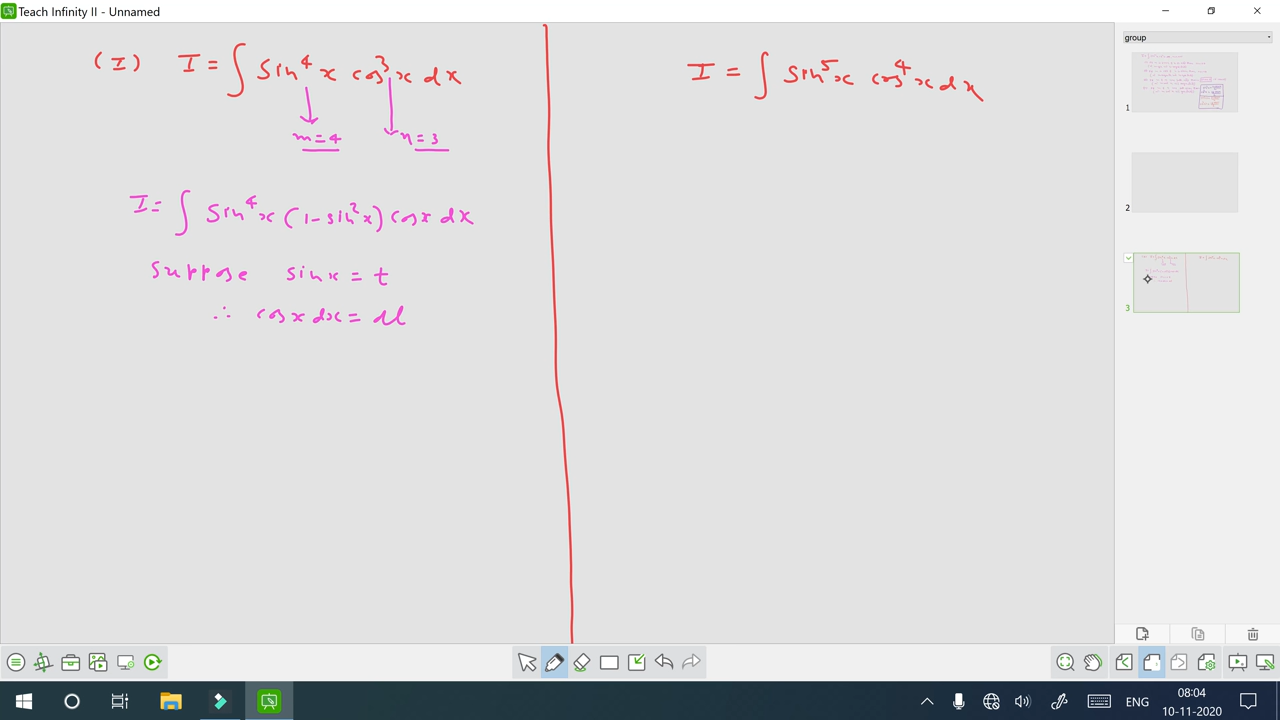 Teach Infinity II - Unnamed
(I) I = ∫ sin⁴x cos³x dx
m=4 n=3
I = ∫ sin⁴x (1-sin²x) cosx dx
Suppose sinx = t
∴ cosx dx = dt
I = ∫ sin⁵x cos⁴x dx
group
1
2
3
ENG
08:04
10-11-2020